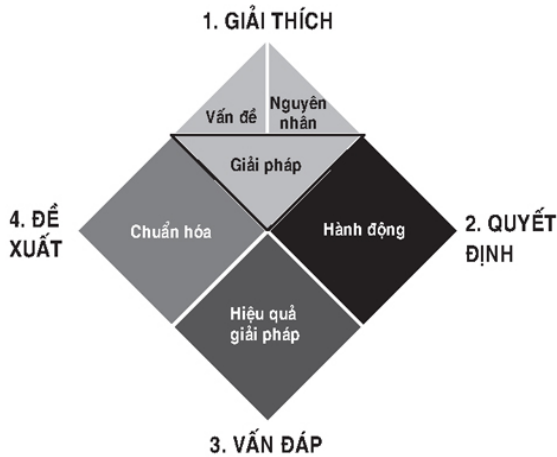 1. GIẢI THÍCH
Vấn đề
Nguyên
nhân
Giải pháp
4. ĐỀ
XUẤT
Chuẩn hóa
Hành động
2. QUYẾT
ĐỊNH
Hiệu quả
giải pháp
3. VẤN ĐÁP